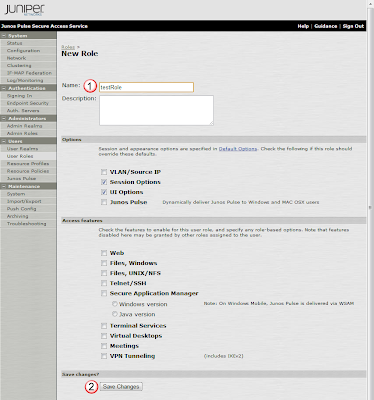 JUNIPER
NETWORKS
Junos Pulse Secure Access Service
Help | Guidance | Sign Out
System
Status
Configuration
Network
Clustering
IF-MAP Federation
Log/Monitoring
Authentication
Signing In
Endpoint Security
Auth. Servers
Administrators
Admin Realms
Admin Roles
Users
User Realms
User Roles
Resource Profiles
Resource Policies
Junos Pulse
Maintenance
System
Import/Export
Push Config
Archiving
Troubleshooting
Roles >
New Role
Name: 1 testRole
Description:
Options
Session and appearance options are specified in Default Options. Check the following if this role should
override these defaults.
VLAN/Source IP
Session Options
UI Options
Junos Pulse Dynamically deliver Junos Pulse to Windows and MAC OSX users
Access features
Check the features to enable for this user role, and specify any role-based options. Note that features
disabled here may be granted by other roles assigned to the user.
Web
Files, Windows
Files, UNIX/NFS
Telnet/SSH
Secure Application Manager
Windows version Note: On Windows Mobile, Junos Pulse is delivered via WSAM
Java version
Terminal Services
Virtual Desktops
Meetings
VPN Tunneling (includes IKEv2)
Save changes?
2 Save Changes